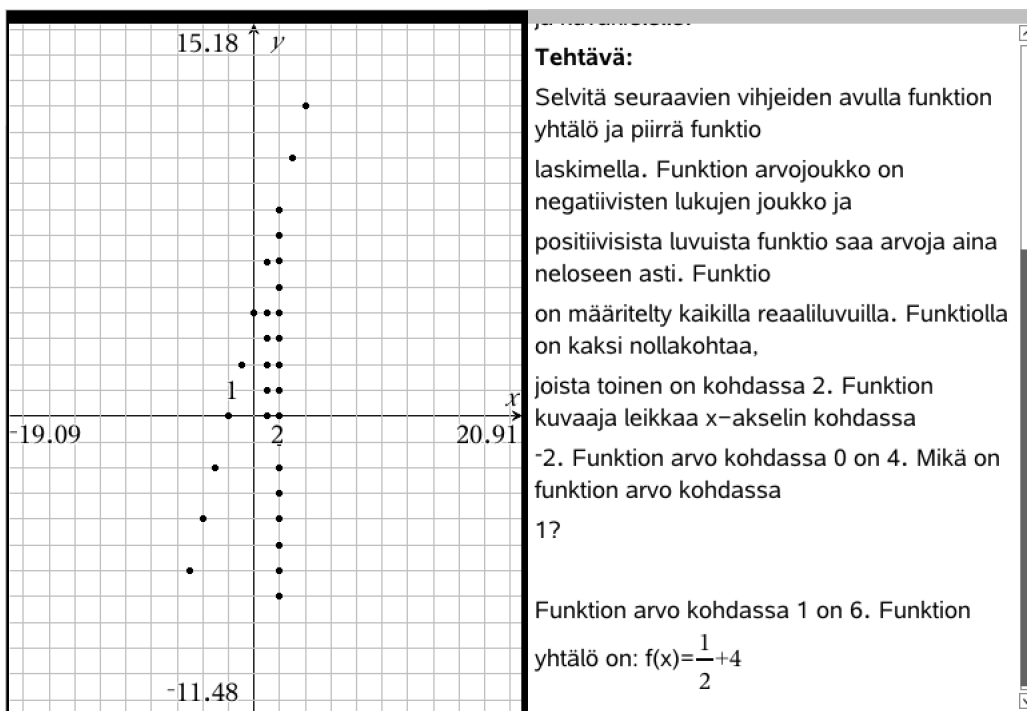 15.18
y
1
x
-19.09
2
20.91
-11.48
Tehtävä:
Selvitä seuraavien vihjeiden avulla funktion
yhtälö ja piirrä funktio
laskimella. Funktion arvojoukko on
negatiivisten lukujen joukko ja
positiivisista luvuista funktio saa arvoja aina
neloseen asti. Funktio
on määritelty kaikilla reaaliluvuilla. Funktiolla
on kaksi nollakohtaa,
joista toinen on kohdassa 2. Funktion
kuvaaja leikkaa x-akselin kohdassa
-2. Funktion arvo kohdassa 0 on 4. Mikä on
funktion arvo kohdassa
1?
Funktion arvo kohdassa 1 on 6. Funktion
yhtälö on: f(x)=1/2+4